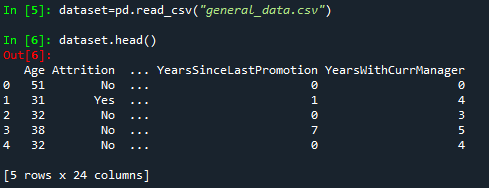 In [5]: dataset=pd.read_csv("general_data.csv")
In [6]: dataset.head()
Out[6]:
   Age Attrition  ... YearsSinceLastPromotion YearsWithCurrManager
0   51        No  ...                       0                    0
1   31       Yes  ...                       1                    4
2   32        No  ...                       0                    3
3   38        No  ...                       7                    5
4   32        No  ...                       0                    4
[5 rows x 24 columns]